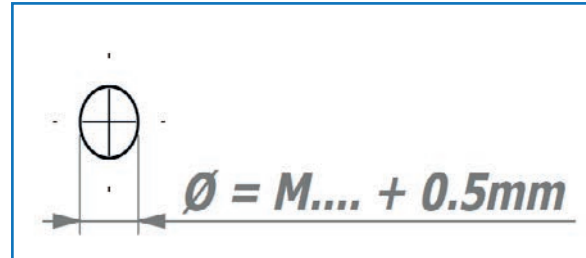 Ø = M.... + 0.5mm